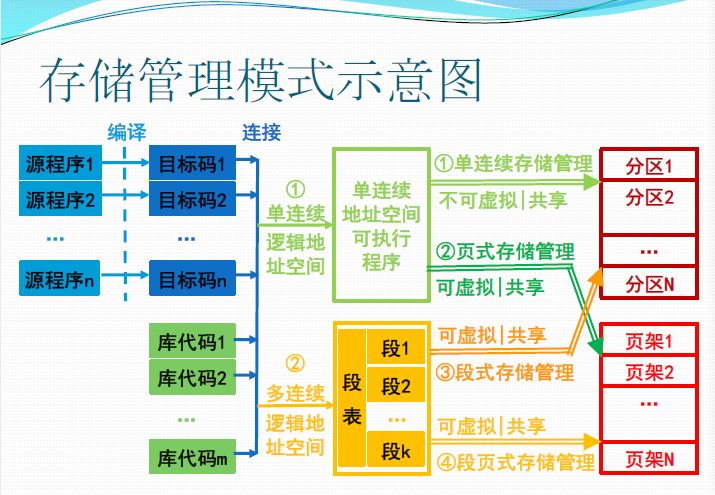 存储管理模式示意图
编译
连接
源程序1
源程序2
…
源程序n
目标码1
目标码2
…
目标码n
库代码1
库代码2
…
库代码m
①
单连续
逻辑地
址空间
②
多连续
逻辑地
址空间
单连续
地址空间
可执行
程序
段
表
段1
段2
…
段k
①单连续存储管理
不可虚拟|共享
②页式存储管理
可虚拟|共享
可虚拟|共享
③段式存储管理
可虚拟|共享
④段页式存储管理
分区1
分区2
…
分区N
页架1
页架2
…
页架N